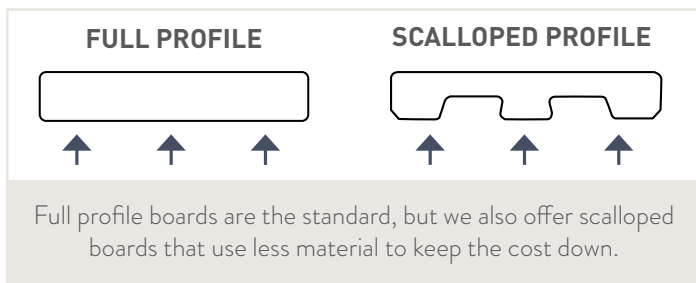 FULL PROFILE
SCALLOPED PROFILE
Full profile boards are the standard, but we also offer scalloped
boards that use less material to keep the cost down.